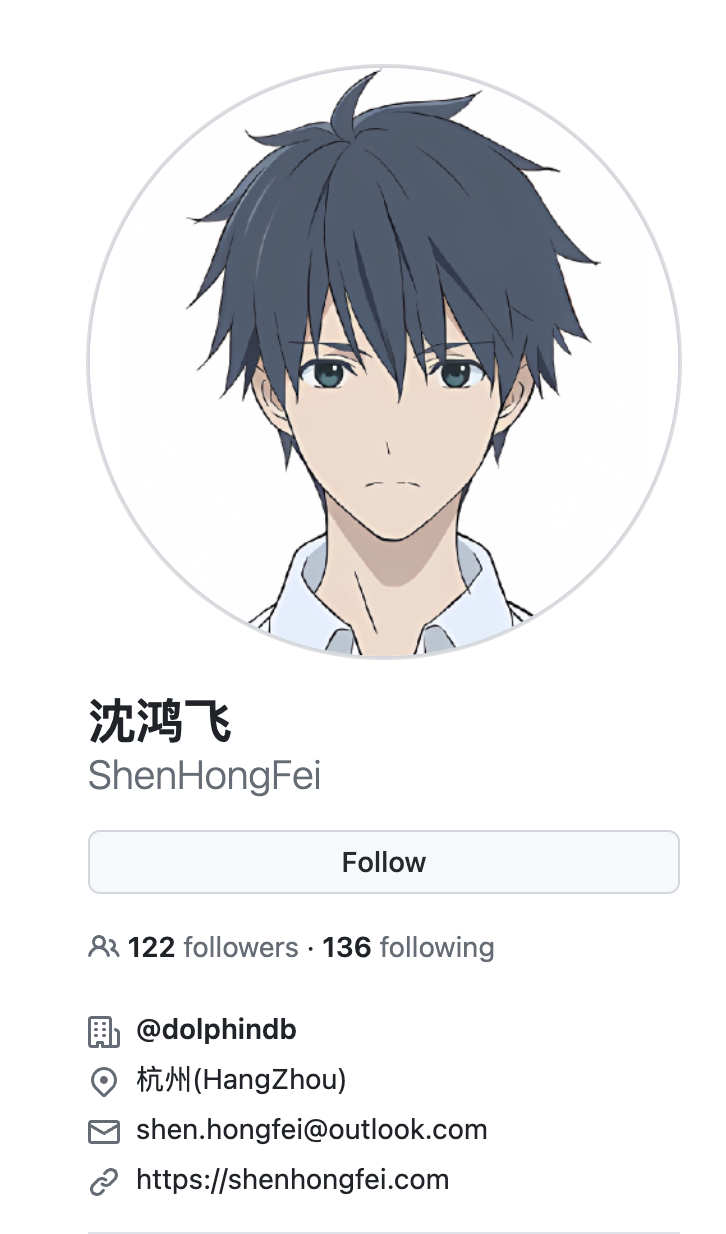 沈鸿飞
ShenHongFei
Follow
122 followers · 136 following
@dolphindb
杭州(HangZhou)
shen.hongfei@outlook.com
https://shenhongfei.com